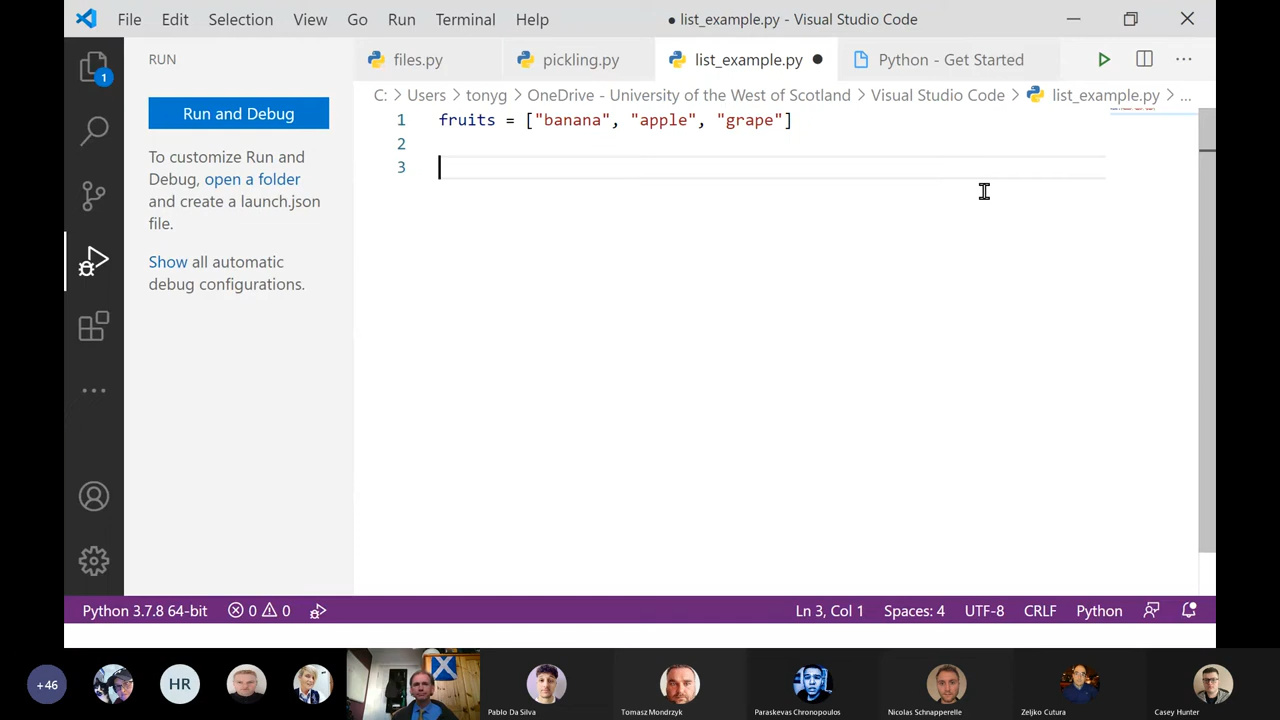 File Edit Selection View Go Run Terminal Help ● list_example.py - Visual Studio Code
RUN
files.py pickling.py list_example.py Python - Get Started
C: > Users > tonyg > OneDrive - University of the West of Scotland > Visual Studio Code > list_example.py > ...
1
Run and Debug
To customize Run and
Debug, open a folder
and create a launch.json
file.
Show all automatic
debug configurations.
1 fruits = ["banana", "apple", "grape"]
2
3
Python 3.7.8 64-bit 0 0 Ln 3, Col 1 Spaces: 4 UTF-8 CRLF Python
+46 HR
Pablo Da Silva Tomasz Mondrzyk Paraskevas Chronopoulos Nicolas Schnapperelle Zeljko Cutura Casey Hunter